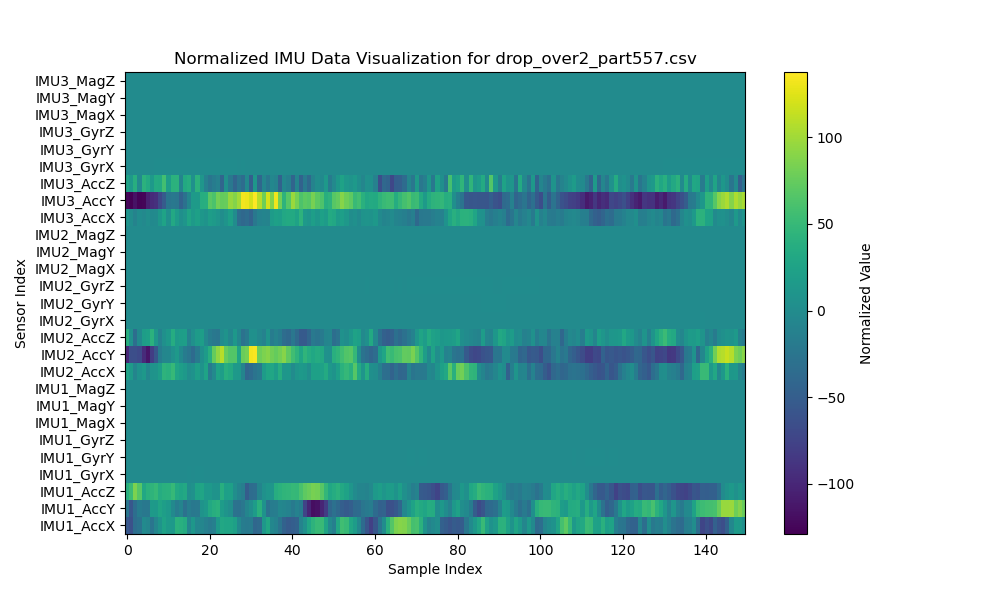 Normalized IMU Data Visualization for drop_over2_part557.csv
IMU3_MagZ
IMU3_MagY
IMU3_MagX
IMU3_GyrZ
IMU3_GyrY
IMU3_GyrX
IMU3_AccZ
IMU3_AccY
IMU3_AccX
IMU2_MagZ
IMU2_MagY
IMU2_MagX
IMU2_GyrZ
IMU2_GyrY
IMU2_GyrX
IMU2_AccZ
IMU2_AccY
IMU2_AccX
IMU1_MagZ
IMU1_MagY
IMU1_MagX
IMU1_GyrZ
IMU1_GyrY
IMU1_GyrX
IMU1_AccZ
IMU1_AccY
IMU1_AccX
Sensor Index
0 20 40 60 80 100 120 140
Sample Index
100
50
0
−50
−100
Normalized Value